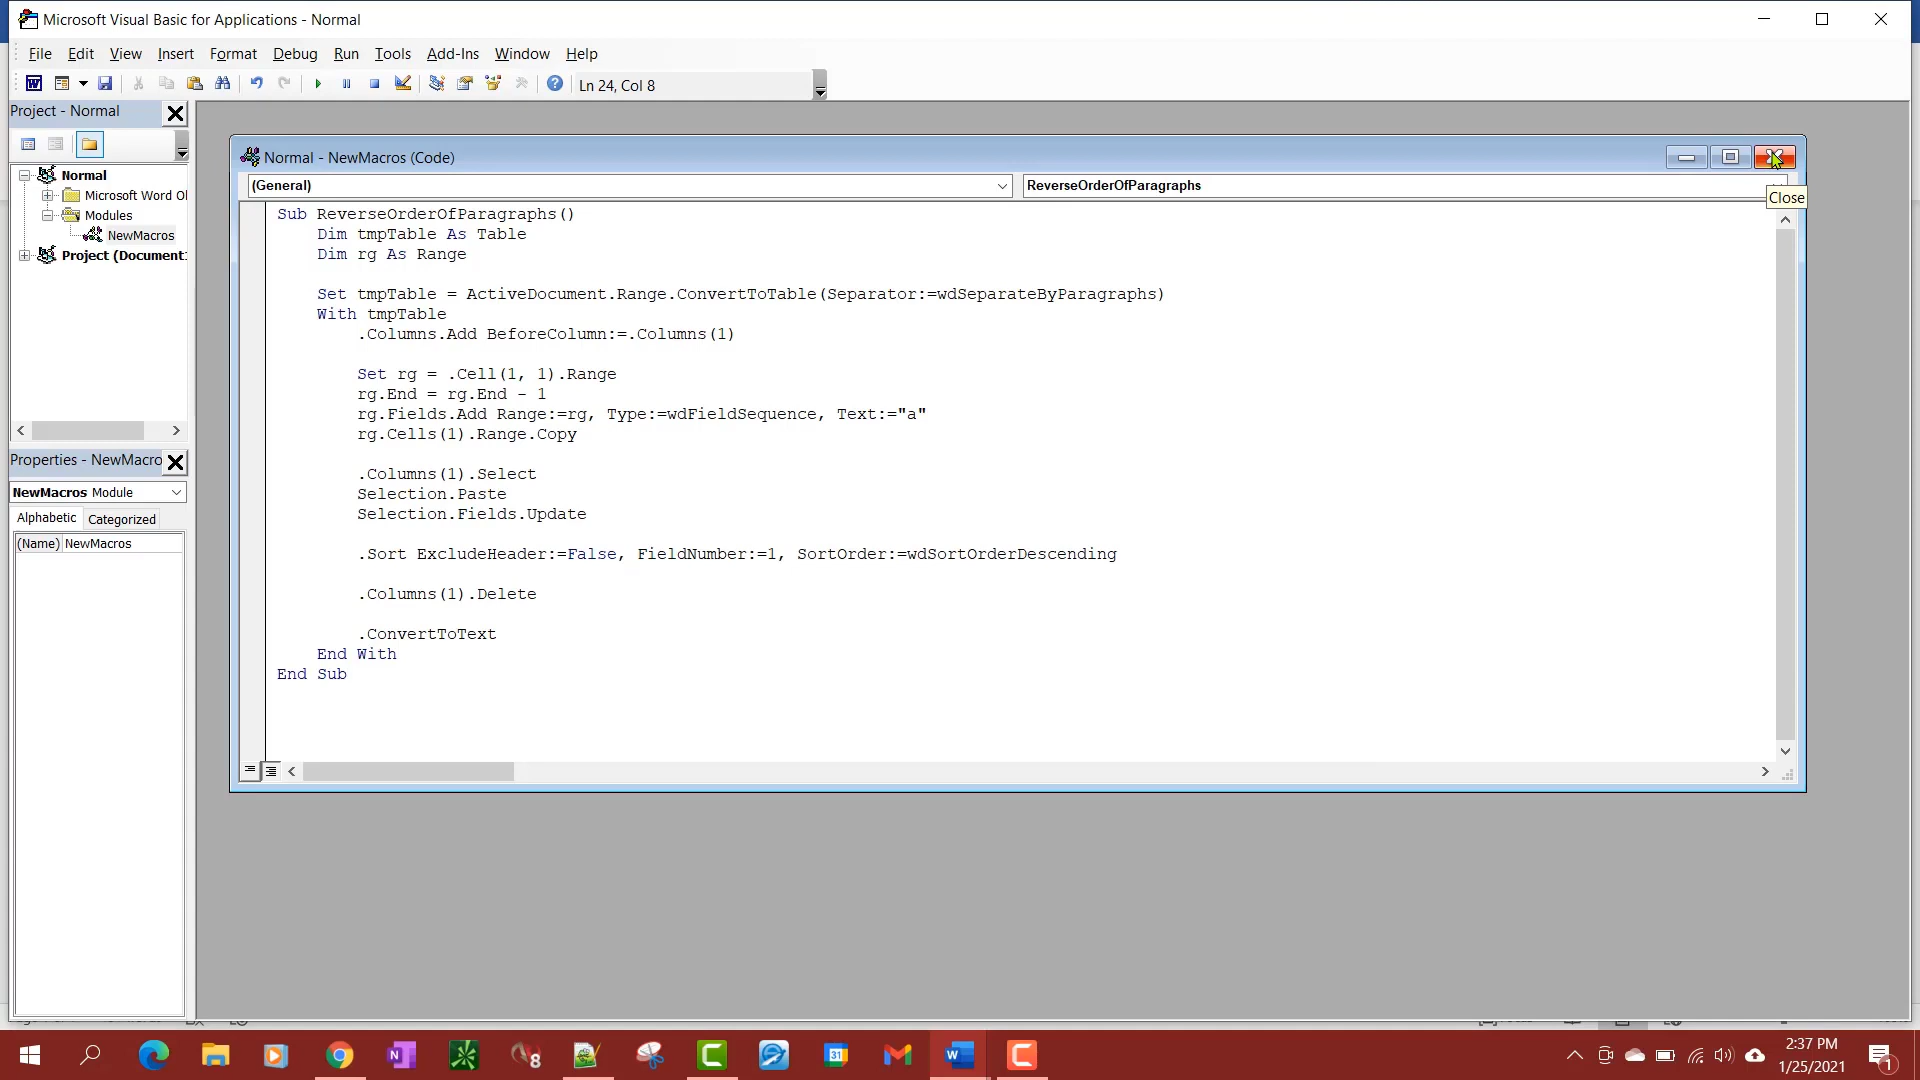 Microsoft Visual Basic for Applications - Normal
File Edit View Insert Format Debug Run Tools Add-Ins Window Help
Ln 24, Col 8
Project - Normal
Normal
Microsoft Word Ol
Modules
NewMacros
Project (Document
Properties - NewMacro
NewMacros Module
Alphabetic Categorized
(Name) NewMacros
Normal - NewMacros (Code)
Close
(General) ReverseOrderOfParagraphs
Sub ReverseOrderOfParagraphs()
Dim tmpTable As Table
Dim rg As Range
Set tmpTable = ActiveDocument.Range.ConvertToTable(Separator:=wdSeparateByParagraphs)
With tmpTable
.Columns.Add BeforeColumn:=.Columns(1)
Set rg = .Cell(1, 1).Range
rg.End = rg.End - 1
rg.Fields.Add Range:=rg, Type:=wdFieldSequence, Text:="a"
rg.Cells(1).Range.Copy
.Columns(1).Select
Selection.Paste
Selection.Fields.Update
.Sort ExcludeHeader:=False, FieldNumber:=1, SortOrder:=wdSortOrderDescending
.Columns(1).Delete
.ConvertToText
End With
End Sub
2:37 PM
1/25/2021